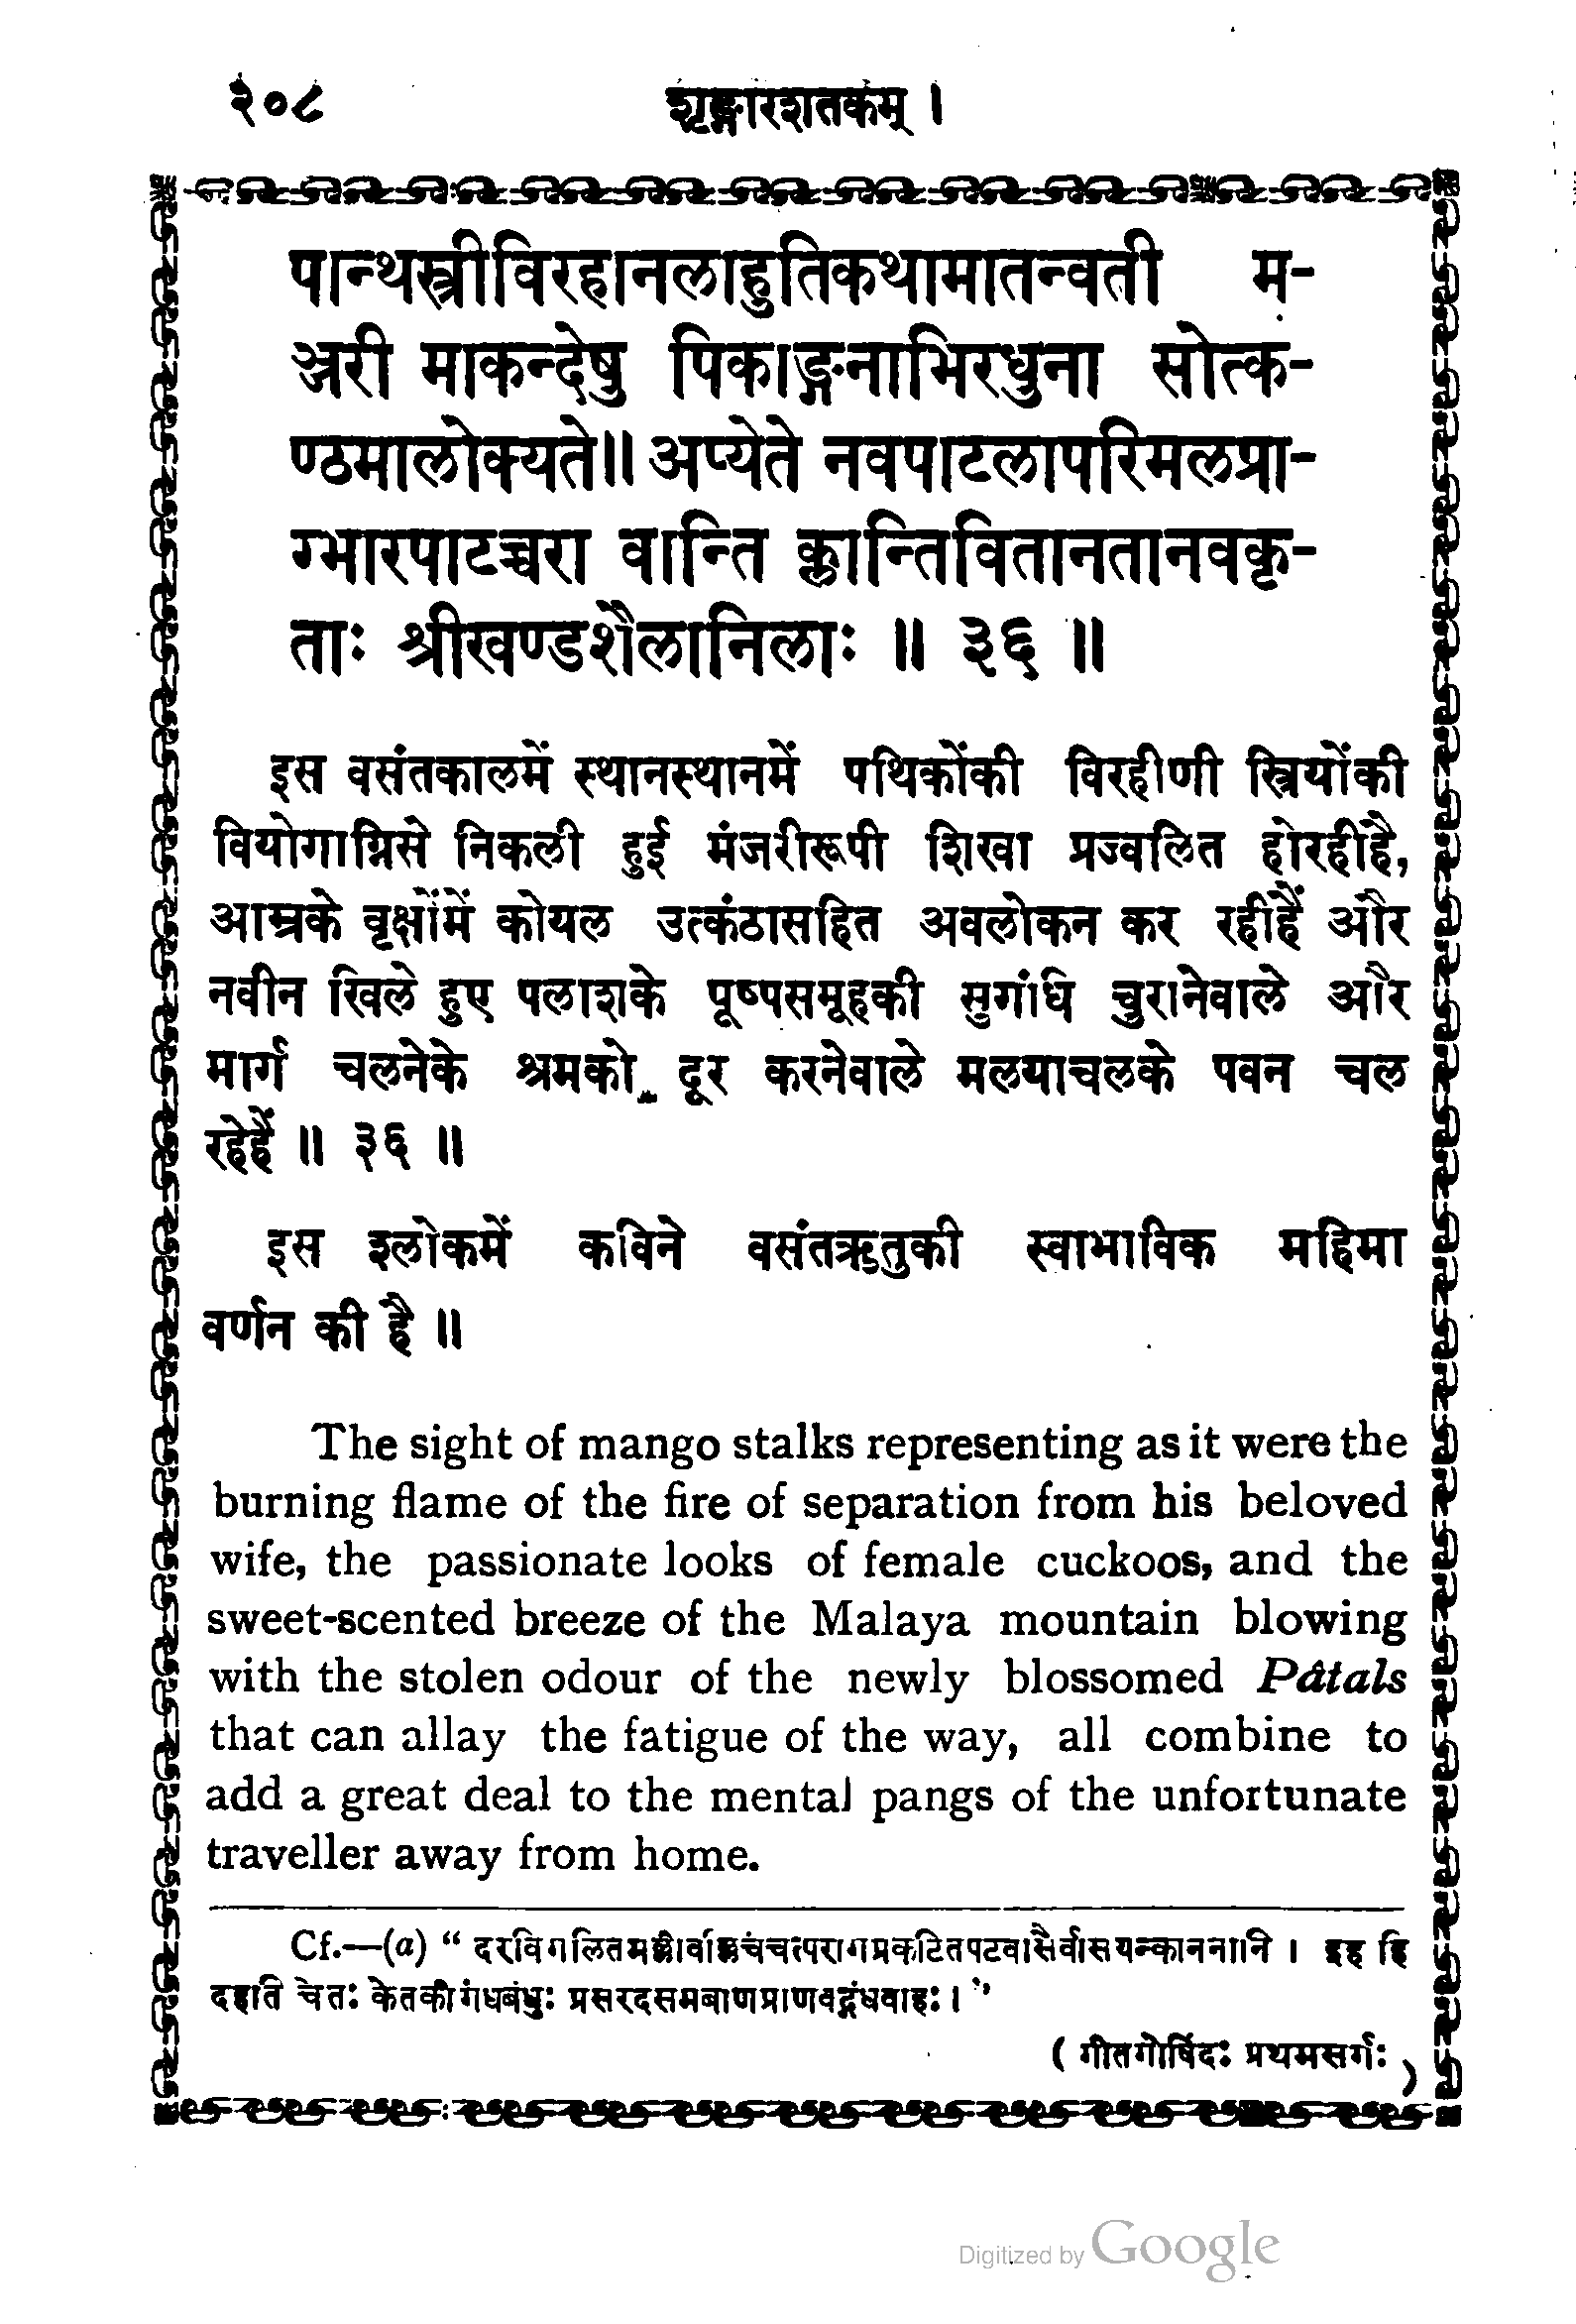 २०८ शृङ्गारशतकम् ।
पान्थस्त्रीविरहानलाहुतिकथामातन्वती म-
ञ्जरी माकन्देषु पिकाङ्गनाभिरधुना सोत्क-
ण्ठमालोक्यते॥ अप्येते नवपाटलापरिमलप्रा-
ग्भारपाटच्चरा वान्ति क्लान्तिवितानतानवकृ-
ताः श्रीखण्डशैलानिलाः ॥ ३६ ॥
इस वसंतकालमें स्थानस्थानमें पथिकोंकी विरहीणी स्त्रियोंकी
वियोगाग्निसे निकली हुई मंजरीरूपी शिखा प्रज्वलित होरहीहै,
आम्रके वृक्षोंमें कोयल उत्कंठासहित अवलोकन कर रहीहैं और
नवीन खिले हुए पलाशके पूष्पसमूहकी सुगंधि चुरानेवाले और
मार्ग चलनेके श्रमको दूर करनेवाले मलयाचलके पवन चल
रहेहैं ॥ ३६ ॥
इस श्लोकमें कविने वसंतऋतुकी स्वाभाविक महिमा
वर्णन की है ॥
The sight of mango stalks representing as it were the
burning flame of the fire of separation from his beloved
wife, the passionate looks of female cuckoos, and the
sweet-scented breeze of the Malaya mountain blowing
with the stolen odour of the newly blossomed Pâtals
that can allay the fatigue of the way, all combine to
add a great deal to the mental pangs of the unfortunate
traveller away from home.
Cf.—(a) “ दरविगलितमल्लीवल्लिचंचत्परागप्रकटितपटवासैर्वासयन्काननानि । इह हि
दहति चेतः केतकीगंधबंधुः प्रसरदसमबाणप्राणवद्गंधवाहः। ”
( गीतगोविंदः प्रथमसर्गः )
Digitized by Google